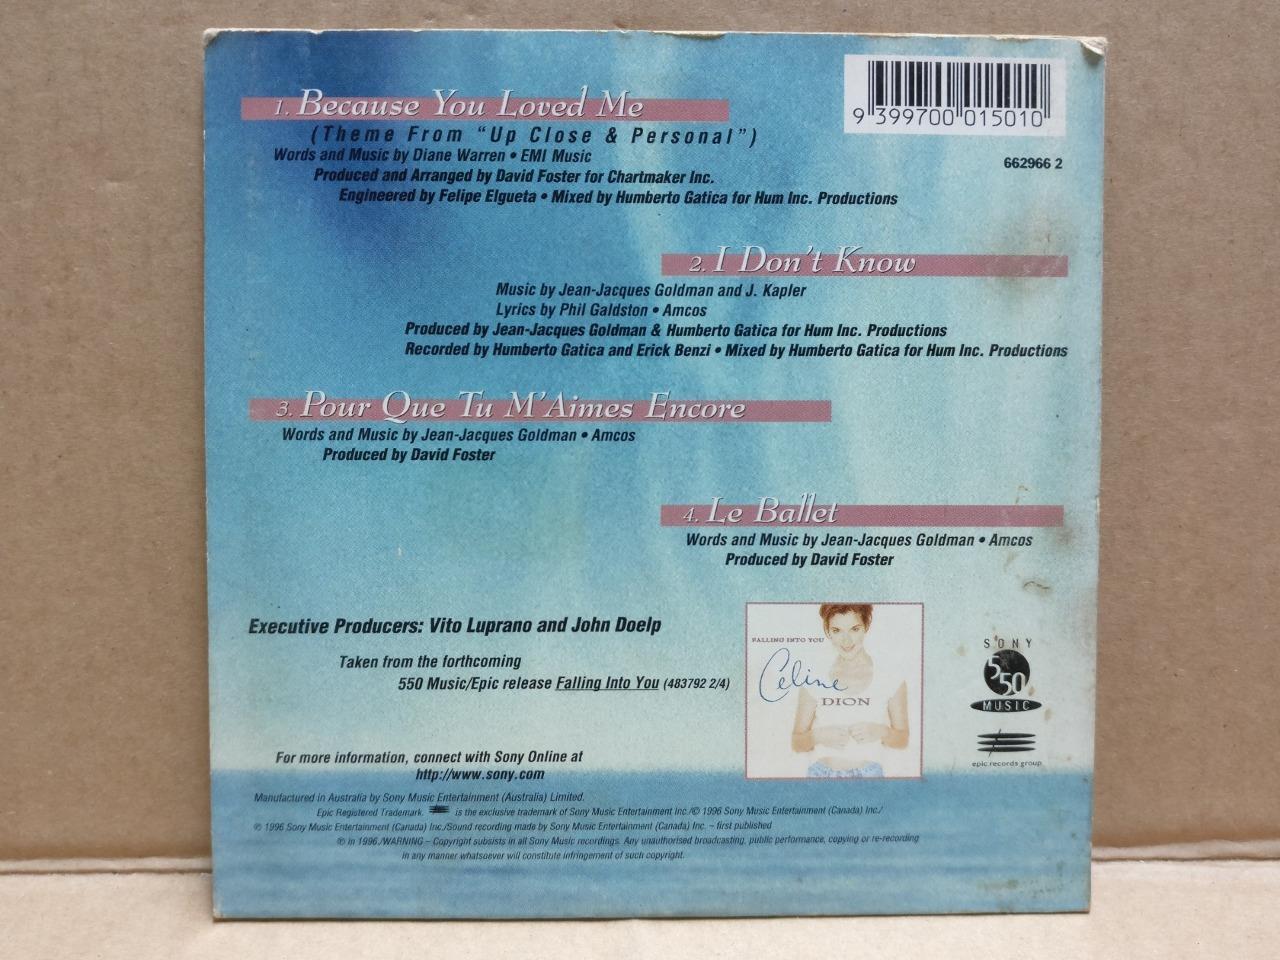 1. Because You Loved Me
(Theme From "Up Close & Personal")
Words and Music by Diane Warren • EMI Music
Produced and Arranged by David Foster for Chartmaker Inc.
Engineered by Felipe Elgueta • Mixed by Humberto Gatica for Hum Inc. Productions
9 399700 015010
662966 2
2. I Don't Know
Music by Jean-Jacques Goldman and J. Kapler
Lyrics by Phil Galdston • Amcos
Produced by Jean-Jacques Goldman & Humberto Gatica for Hum Inc. Productions
Recorded by Humberto Gatica and Erick Benzi • Mixed by Humberto Gatica for Hum Inc. Productions
3. Pour Que Tu M'Aimes Encore
Words and Music by Jean-Jacques Goldman • Amcos
Produced by David Foster
4. Le Ballet
Words and Music by Jean-Jacques Goldman • Amcos
Produced by David Foster
Executive Producers: Vito Luprano and John Doelp
Taken from the forthcoming
550 Music/Epic release Falling Into You (483792 2/4)
FALLING INTO YOU
Celine
DION
SONY
550
MUSIC
epic records group
For more information, connect with Sony Online at
http://www.sony.com
Manufactured in Australia by Sony Music Entertainment (Australia) Limited.
Epic Registered Trademark. is the exclusive trademark of Sony Music Entertainment Inc./© 1996 Sony Music Entertainment (Canada) Inc./
℗ 1996 Sony Music Entertainment (Canada) Inc./Sound recording made by Sony Music Entertainment (Canada) Inc. – first published
℗ in 1996./WARNING – Copyright subsists in all Sony Music recordings. Any unauthorised broadcasting, public performance, copying or re-recording
in any manner whatsoever will constitute infringement of such copyright.